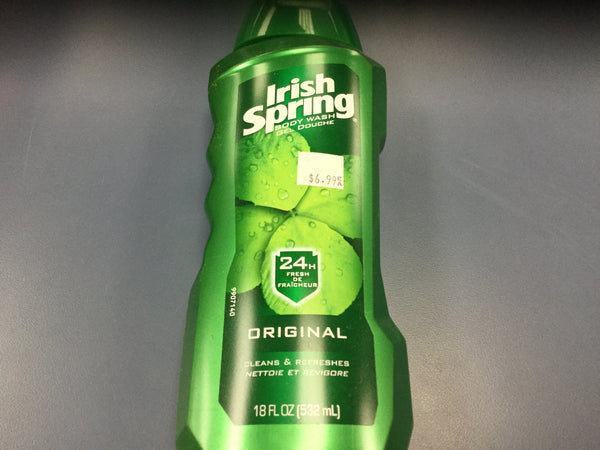 Irish
Spring
BODY WASH
GEL DOUCHE
$6.99
24H
FRESH
DE
FRAÎCHEUR
9907140
ORIGINAL
CLEANS & REFRESHES
NETTOIE ET REVIGORE
18 FL OZ (532 mL)